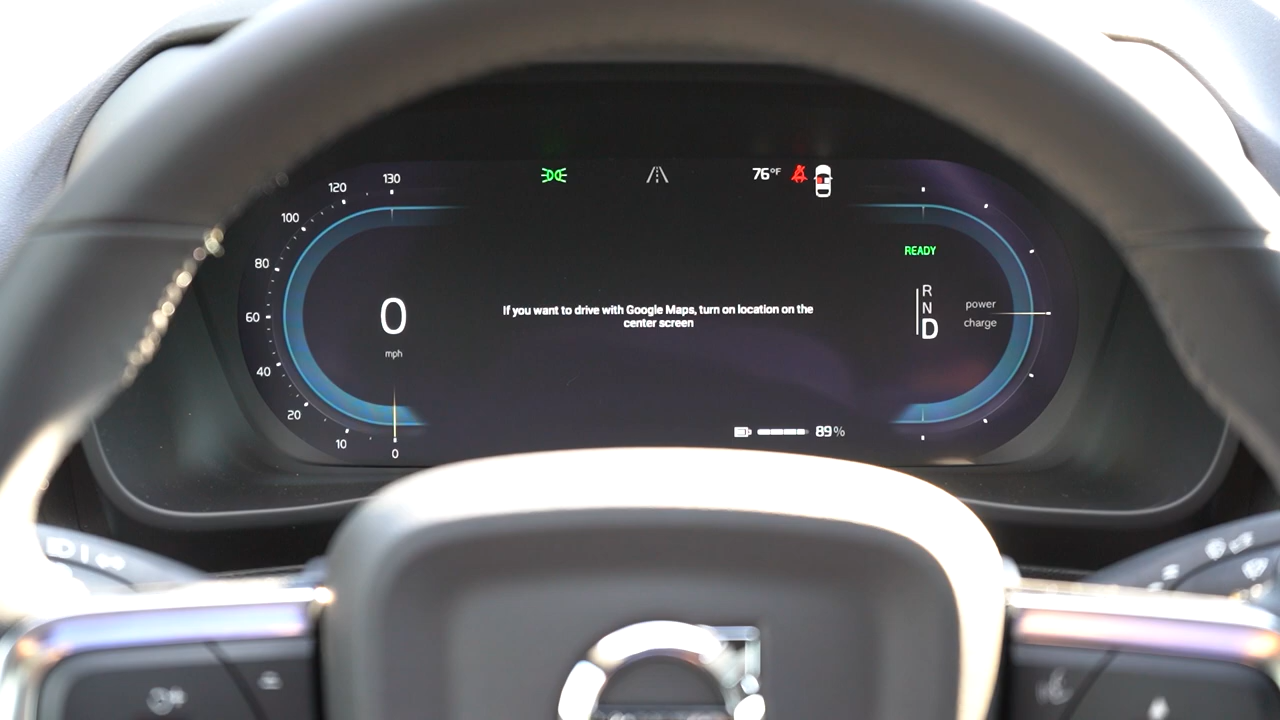 130
120
100
80
60
40
20
10
0
76°F
READY
0
mph
If you want to drive with Google Maps, turn on location on the
center screen
R
N
D
power
charge
89%